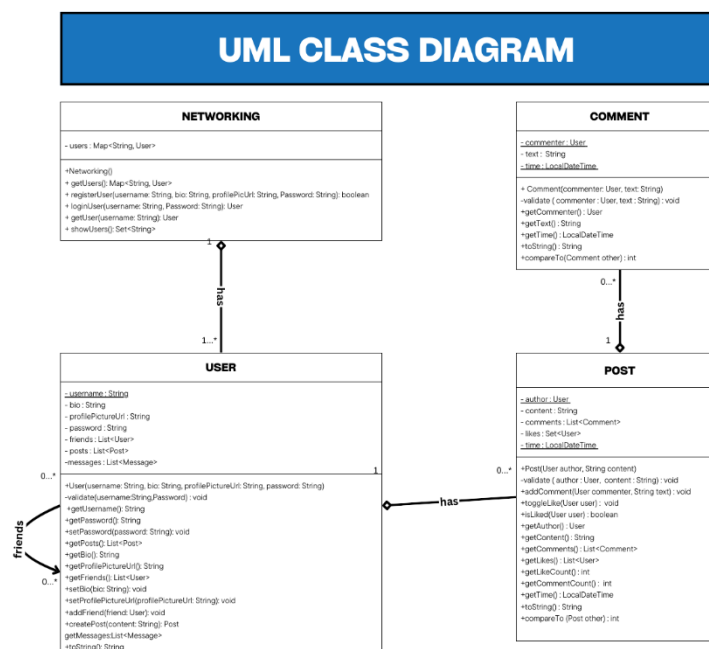 UML CLASS DIAGRAM
NETWORKING
- users : Map<String, User>
+Networking()
+ getUsers(): Map<String, User>
+ registerUser(username: String, bio: String, profilePicUrl: String, Password: String): boolean
+ loginUser(username: String, Password: String): User
+ getUser(username: String): User
+ showUsers(): Set<String>
COMMENT
- commenter : User
- text : String
- time : LocalDateTime
+ Comment(commenter: User, text: String)
-validate ( commenter : User, text : String) : void
+getCommenter() : User
+getText() : String
+getTime() : LocalDateTime
+toString() : String
+compareTo(Comment other) : int
1
has
1...*
0...*
has
1
USER
- username : String
- bio : String
- profilePictureUrl : String
- password : String
- friends : List<User>
- posts : List<Post>
-messages : List<Message>
+User(username: String, bio: String, profilePictureUrl: String, password: String)
-validate(username:String,Password) : void
+getUsername(): String
+getPassword(): String
+setPassword(password: String): void
+getPosts(): List<Post>
+getBio(): String
+getProfilePictureUrl(): String
+getFriends(): List<User>
+setBio(bio: String): void
+setProfilePictureUrl(profilePictureUrl: String): void
+addFriend(friend: User): void
+createPost(content: String): Post
getMessages:List<Message>
+toString(): String
0...*
friends
0...*
1
has
0...*
POST
- author : User
- content : String
- comments : List<Comment>
- likes : Set<User>
- time : LocalDateTime
+Post(User author, String content)
-validate ( author : User, content : String) : void
+addComment(User commenter, String text) : void
+toggleLike(User user) : void
+isLiked(User user) : boolean
+getAuthor() : User
+getContent() : String
+getComments() : List<Comment>
+getLikes() : List<User>
+getLikeCount() : int
+getCommentCount() : int
+getTime() : LocalDateTime
+toString() : String
+compareTo (Post other) : int